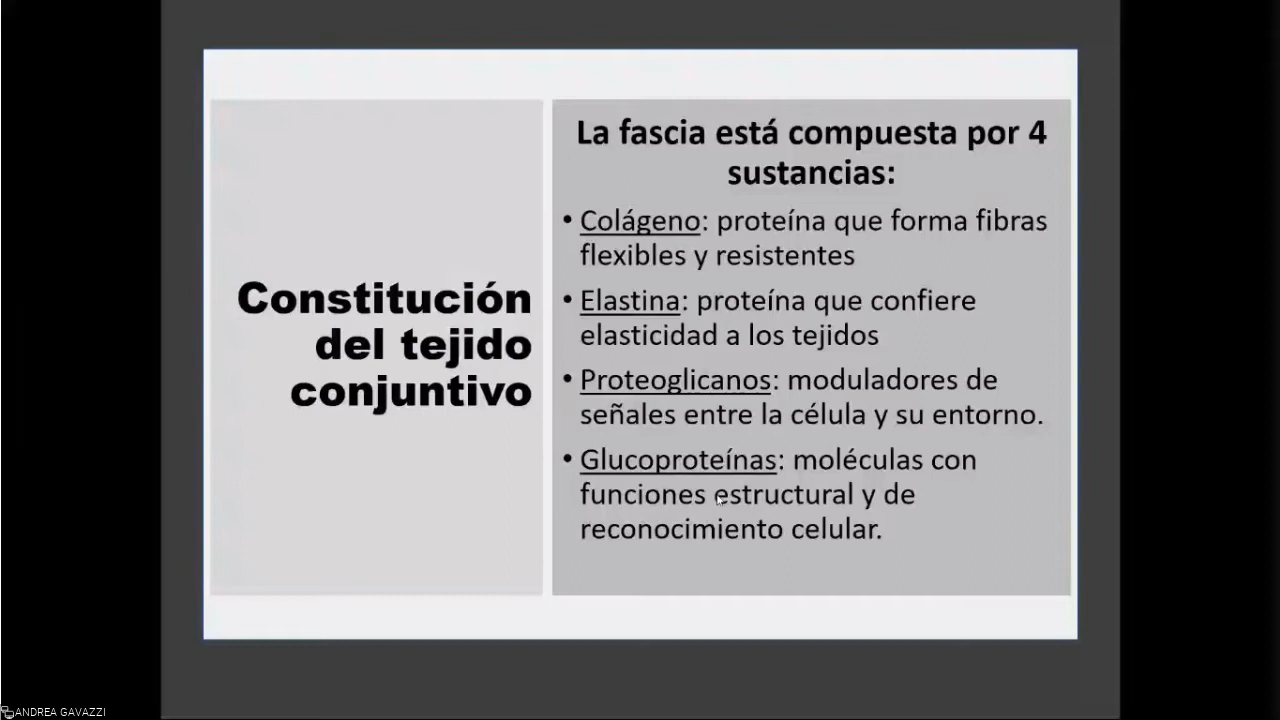 Constitución
del tejido
conjuntivo
La fascia está compuesta por 4
sustancias:
• Colágeno: proteína que forma fibras
flexibles y resistentes
• Elastina: proteína que confiere
elasticidad a los tejidos
• Proteoglicanos: moduladores de
señales entre la célula y su entorno.
• Glucoproteínas: moléculas con
funciones estructural y de
reconocimiento celular.
ANDREA GAVAZZI